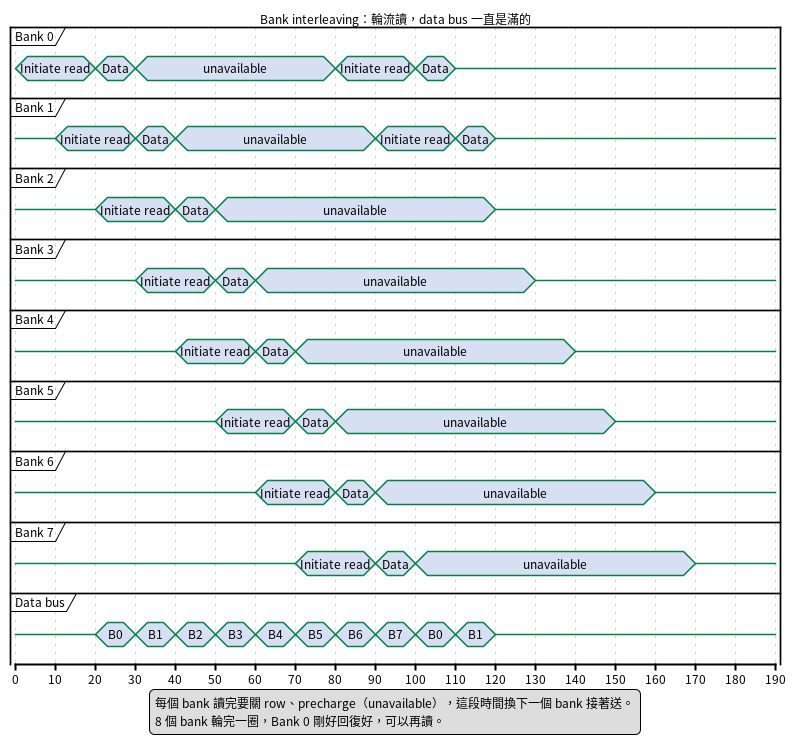 Bank interleaving：輪流讀，data bus 一直是滿的
Bank 0
Initiate read Data unavailable Initiate read Data
Bank 1
Initiate read Data unavailable Initiate read Data
Bank 2
Initiate read Data unavailable
Bank 3
Initiate read Data unavailable
Bank 4
Initiate read Data unavailable
Bank 5
Initiate read Data unavailable
Bank 6
Initiate read Data unavailable
Bank 7
Initiate read Data unavailable
Data bus
B0 B1 B2 B3 B4 B5 B6 B7 B0 B1
0 10 20 30 40 50 60 70 80 90 100 110 120 130 140 150 160 170 180 190
每個 bank 讀完要關 row、precharge（unavailable），這段時間換下一個 bank 接著送。
8 個 bank 輪完一圈，Bank 0 剛好回復好，可以再讀。